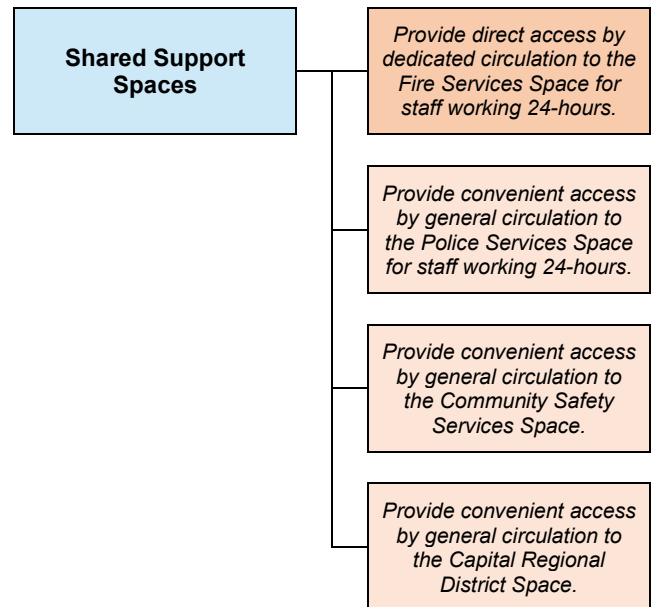 Shared Support
Spaces
Provide direct access by
dedicated circulation to the
Fire Services Space for
staff working 24-hours.
Provide convenient access
by general circulation to
the Police Services Space
for staff working 24-hours.
Provide convenient access
by general circulation to
the Community Safety
Services Space.
Provide convenient access
by general circulation to
the Capital Regional
District Space.